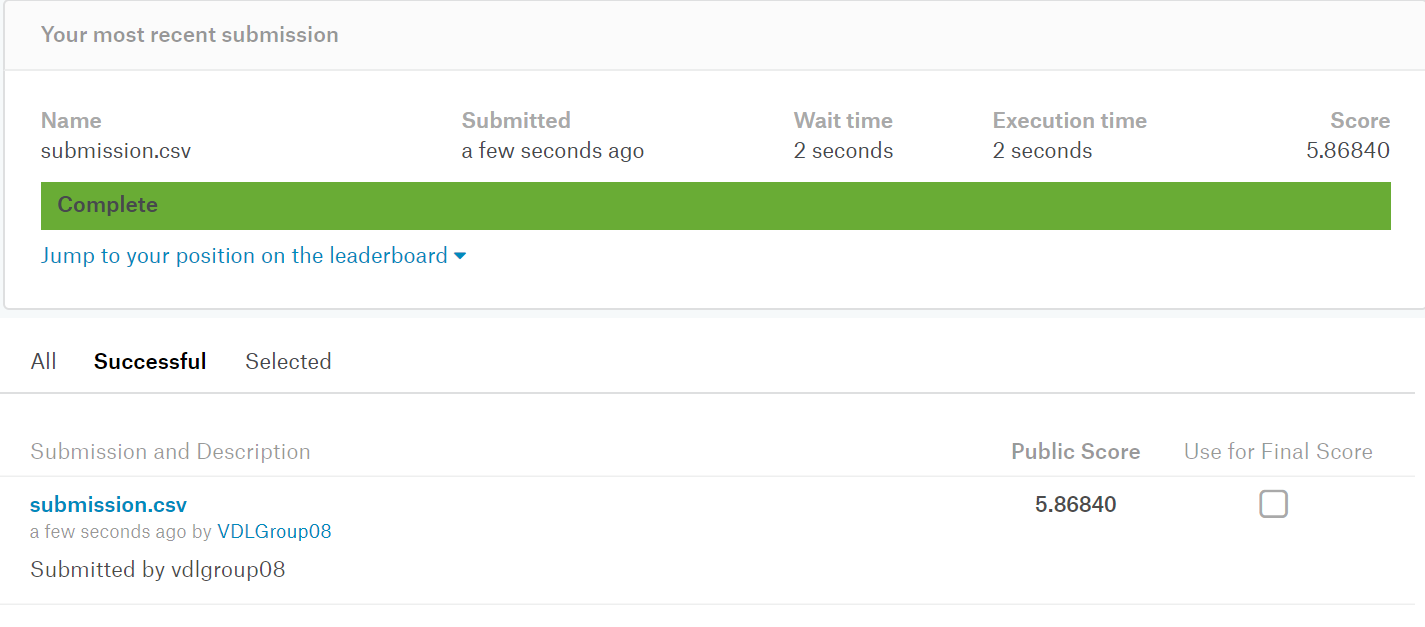 Your most recent submission
Name Submitted Wait time Execution time Score
submission.csv a few seconds ago 2 seconds 2 seconds 5.86840
Complete
Jump to your position on the leaderboard
All Successful Selected
Submission and Description Public Score Use for Final Score
submission.csv 5.86840
a few seconds ago by VDLGroup08
Submitted by vdlgroup08